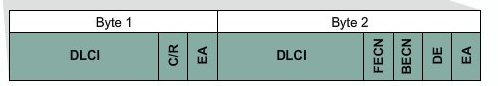 Byte 1 Byte 2
DLCI C/R EA DLCI FECN BECN DE EA